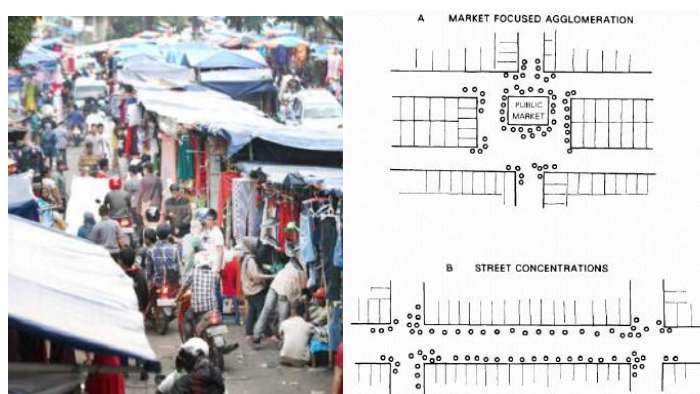 A MARKET FOCUSED AGGLOMERATION
PUBLIC
MARKET
B STREET CONCENTRATIONS